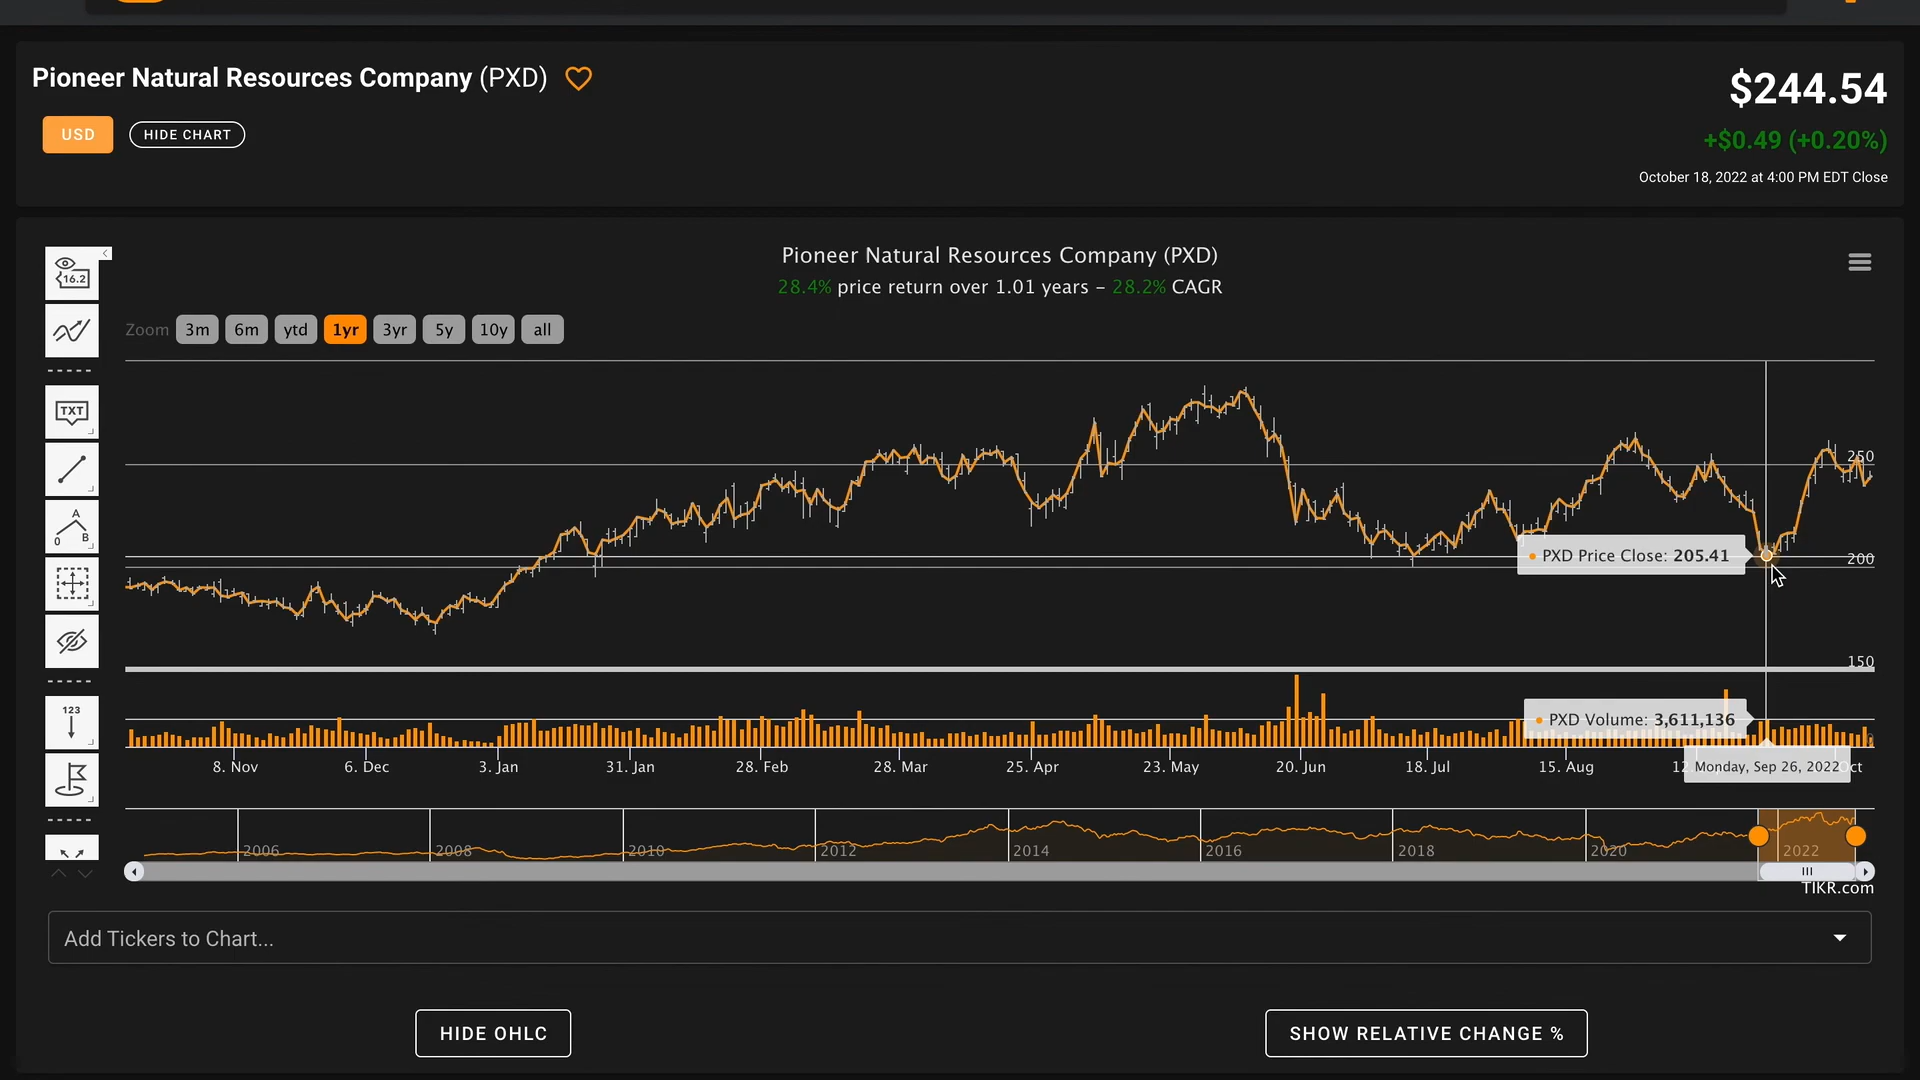 Pioneer Natural Resources Company (PXD)
$244.54
USD
HIDE CHART
+$0.49 (+0.20%)
October 18, 2022 at 4:00 PM EDT Close
Pioneer Natural Resources Company (PXD)
28.4% price return over 1.01 years – 28.2% CAGR
16.2
Zoom 3m 6m ytd 1yr 3yr 5y 10y all
TXT
250
A
0 B
PXD Price Close: 205.41
200
150
123
PXD Volume: 3,611,136
8. Nov 6. Dec 3. Jan 31. Jan 28. Feb 28. Mar 25. Apr 23. May 20. Jun 18. Jul 15. Aug 12. Monday, Sep 26, 2022 Oct
2006 2008 2010 2012 2014 2016 2018 2020 2022
TIKR.com
Add Tickers to Chart...
HIDE OHLC
SHOW RELATIVE CHANGE %